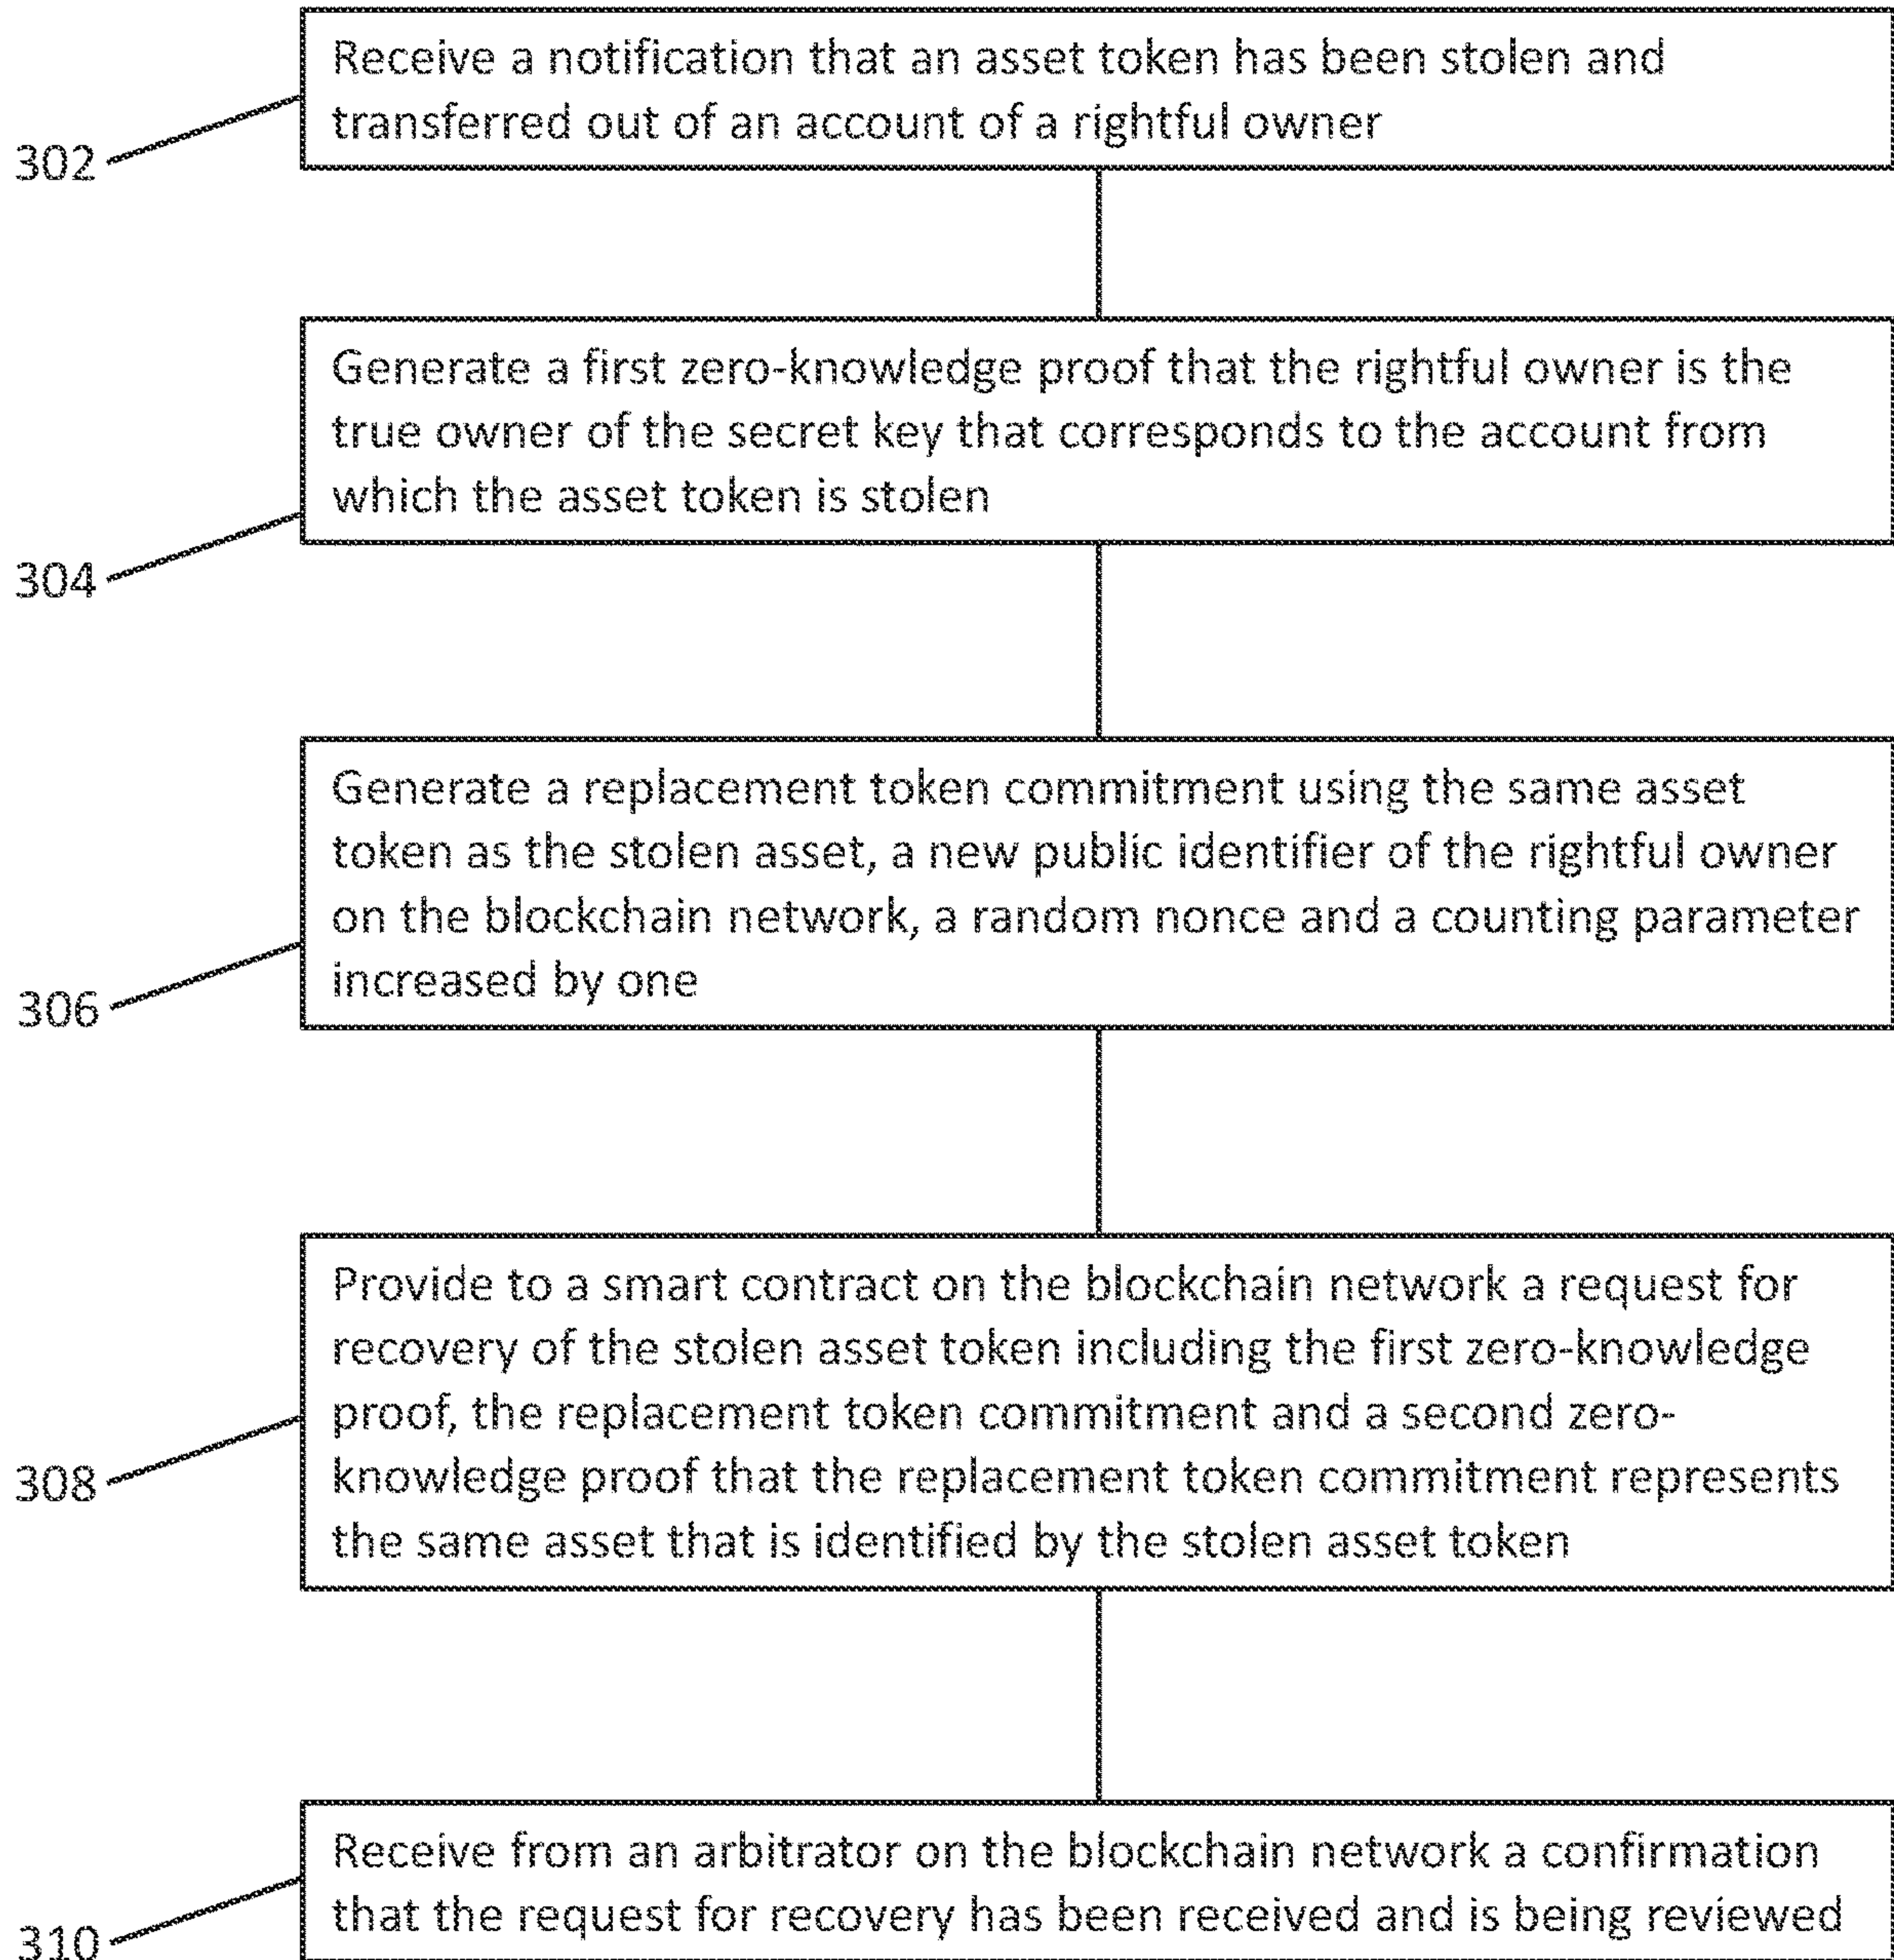 Receive a notification that an asset token has been stolen and
transferred out of an account of a rightful owner
302
Generate a first zero-knowledge proof that the rightful owner is the
true owner of the secret key that corresponds to the account from
which the asset token is stolen
304
Generate a replacement token commitment using the same asset
token as the stolen asset, a new public identifier of the rightful owner
on the blockchain network, a random nonce and a counting parameter
increased by one
306
Provide to a smart contract on the blockchain network a request for
recovery of the stolen asset token including the first zero-knowledge
proof, the replacement token commitment and a second zero-
knowledge proof that the replacement token commitment represents
the same asset that is identified by the stolen asset token
308
Receive from an arbitrator on the blockchain network a confirmation
that the request for recovery has been received and is being reviewed
310